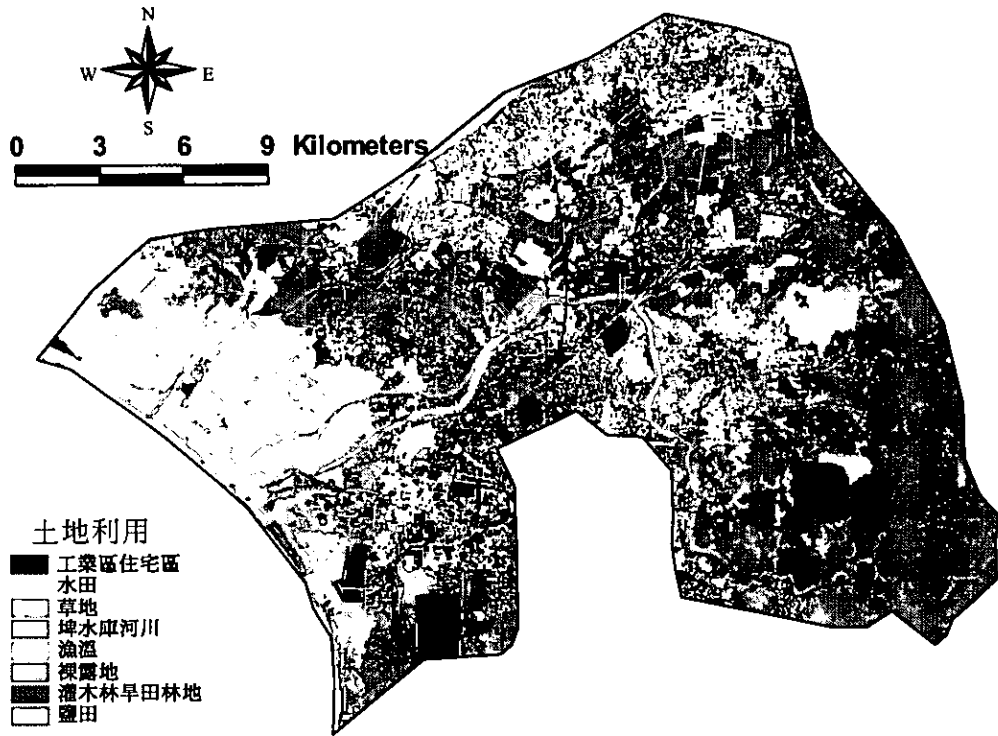 N
W E
S
0 3 6 9 Kilometers
土地利用
工業區住宅區
水田
草地
埤水庫河川
漁塭
裸露地
灌木林旱田林地
鹽田